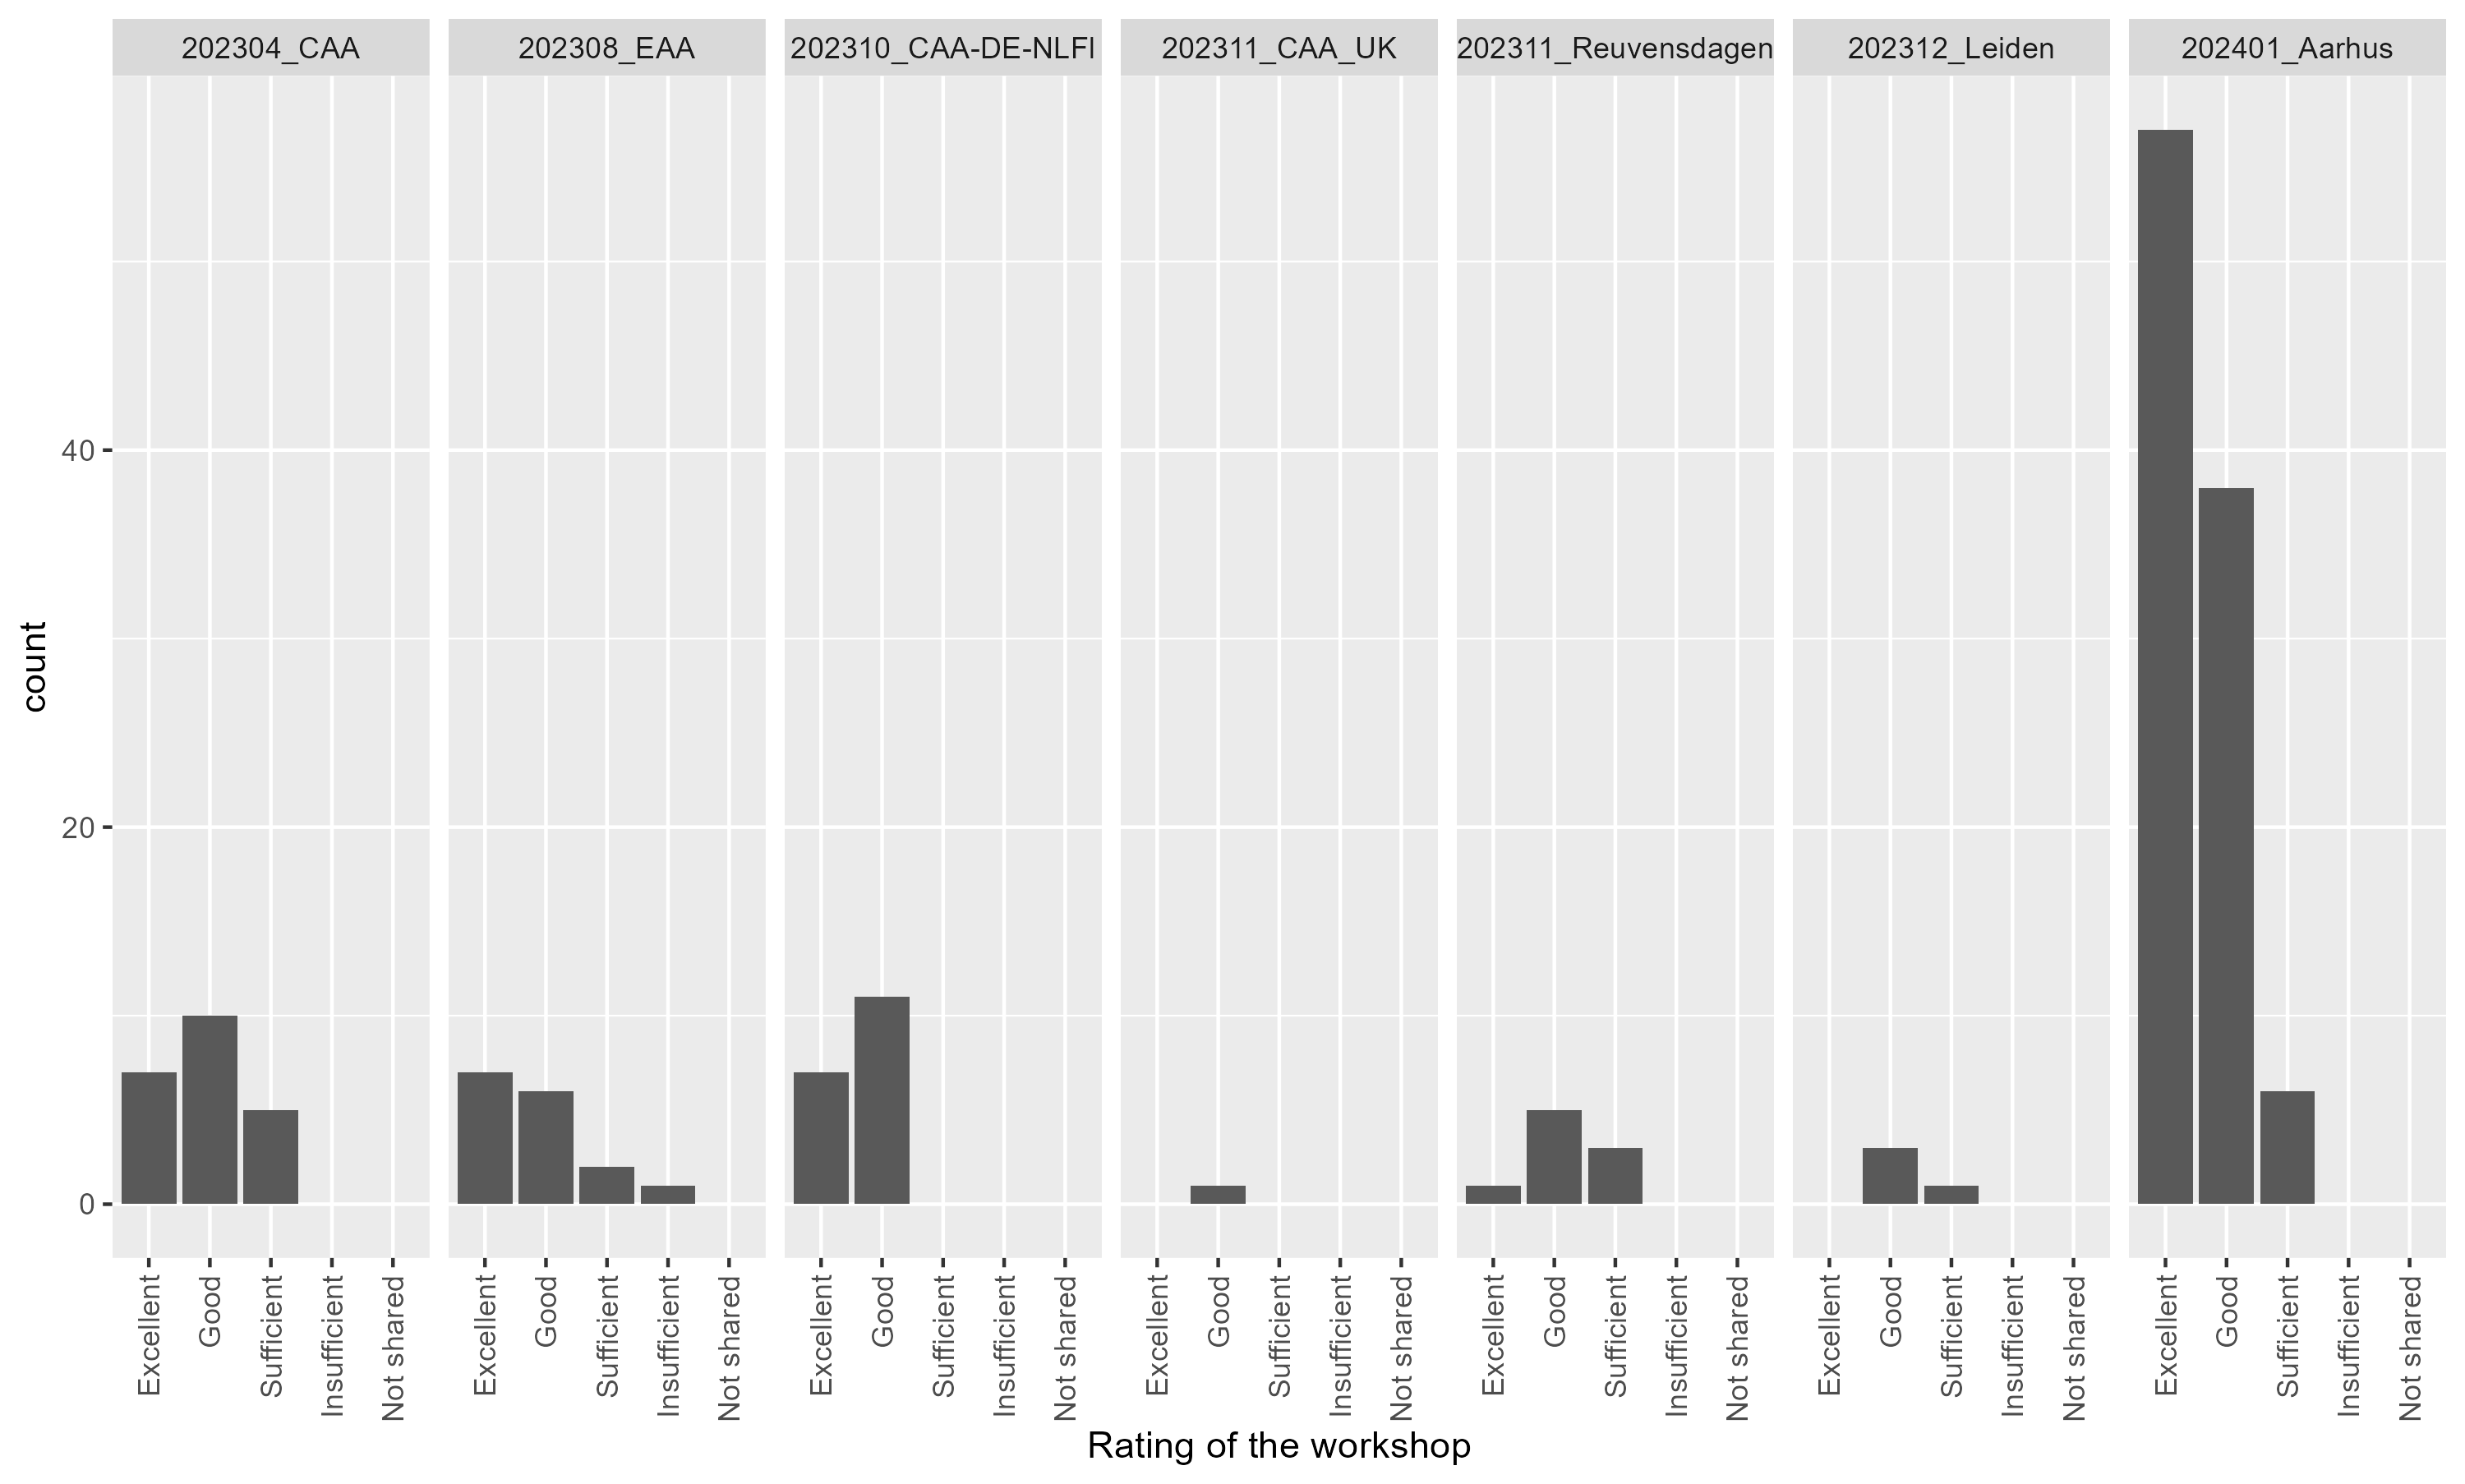 202304_CAA
202308_EAA
202310_CAA-DE-NLFI
202311_CAA_UK
202311_Reuvensdagen
202312_Leiden
202401_Aarhus
count
40
20
0
Excellent
Good
Sufficient
Insufficient
Not shared
Excellent
Good
Sufficient
Insufficient
Not shared
Excellent
Good
Sufficient
Insufficient
Not shared
Excellent
Good
Sufficient
Insufficient
Not shared
Excellent
Good
Sufficient
Insufficient
Not shared
Excellent
Good
Sufficient
Insufficient
Not shared
Excellent
Good
Sufficient
Insufficient
Not shared
Rating of the workshop